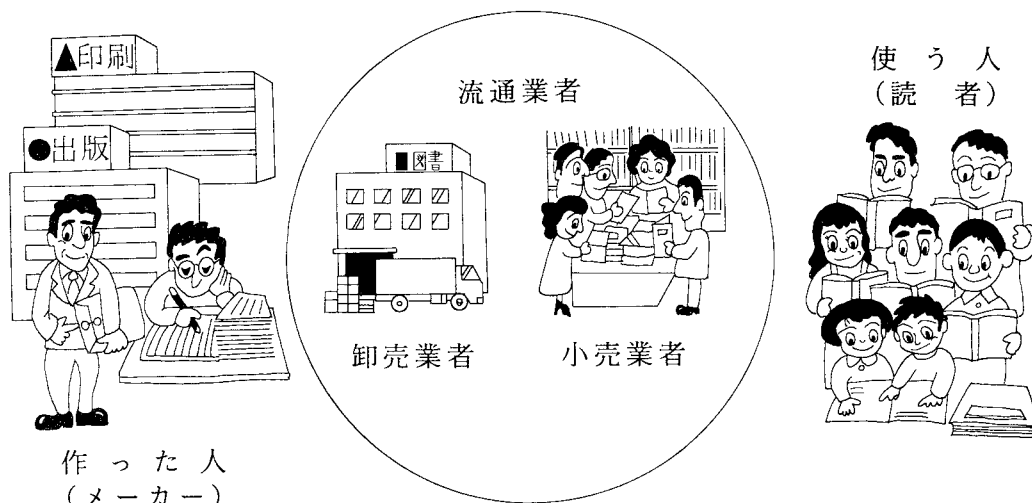 ▲印刷
●出版
作った人
(メーカー)
流通業者
■図書
卸売業者
小売業者
使う人
(読者)